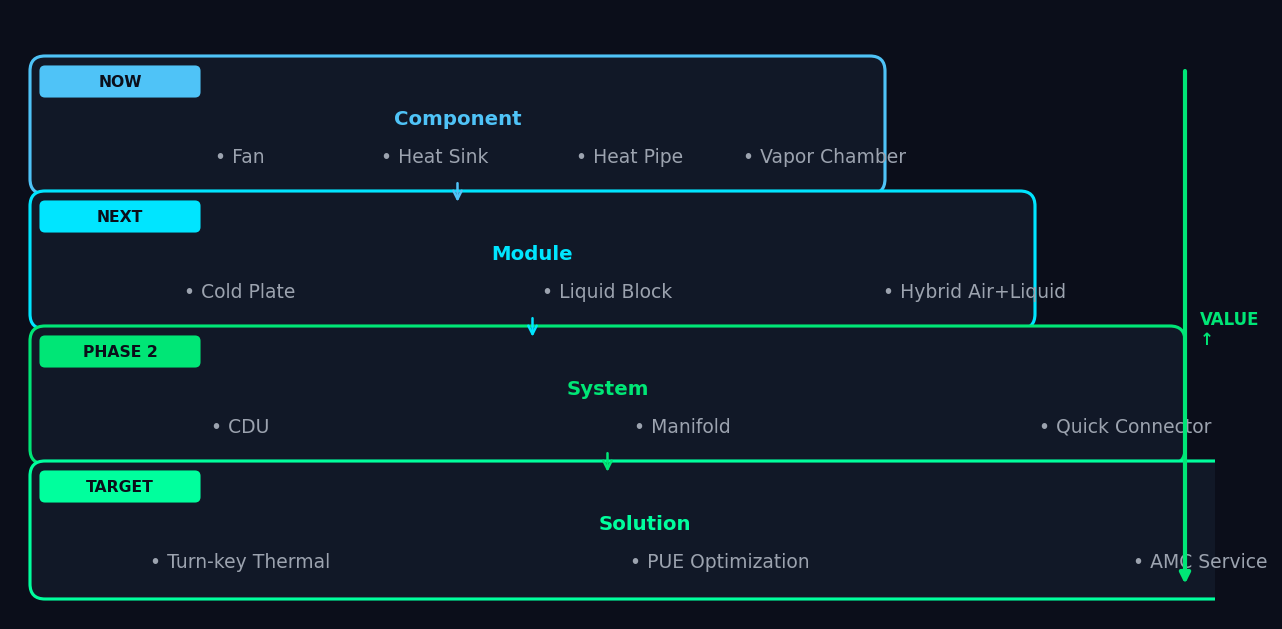 NOW
Component
• Fan • Heat Sink • Heat Pipe • Vapor Chamber
NEXT
Module
• Cold Plate • Liquid Block • Hybrid Air+Liquid
VALUE
↑
PHASE 2
System
• CDU • Manifold • Quick Connector
TARGET
Solution
• Turn-key Thermal • PUE Optimization • AMC Service